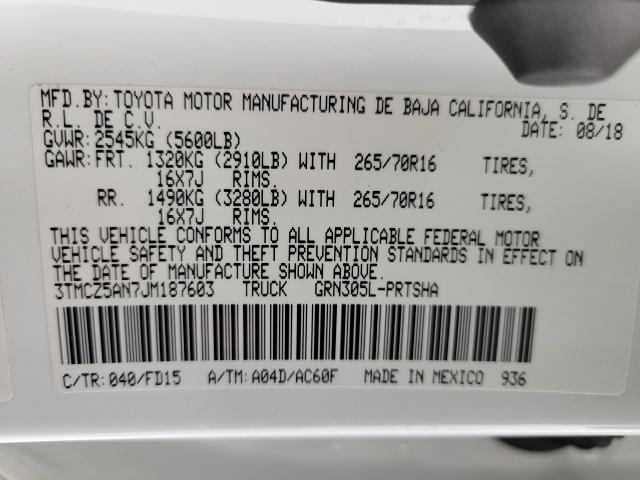 MFD.BY: TOYOTA MOTOR MANUFACTURING DE BAJA CALIFORNIA, S. DE
R.L. DE C.V. DATE: 08/18
GVWR: 2545KG (5600LB)
GAWR: FRT. 1320KG (2910LB) WITH 265/70R16 TIRES,
16X7J RIMS.
RR. 1490KG (3280LB) WITH 265/70R16 TIRES,
16X7J RIMS.
THIS VEHICLE CONFORMS TO ALL APPLICABLE FEDERAL MOTOR
VEHICLE SAFETY AND THEFT PREVENTION STANDARDS IN EFFECT ON
THE DATE OF MANUFACTURE SHOWN ABOVE.
3TMCZ5AN7JM187603 TRUCK GRN305L-PRTSHA
C/TR: 040/FD15 A/TM: A04D/AC60F MADE IN MEXICO 936